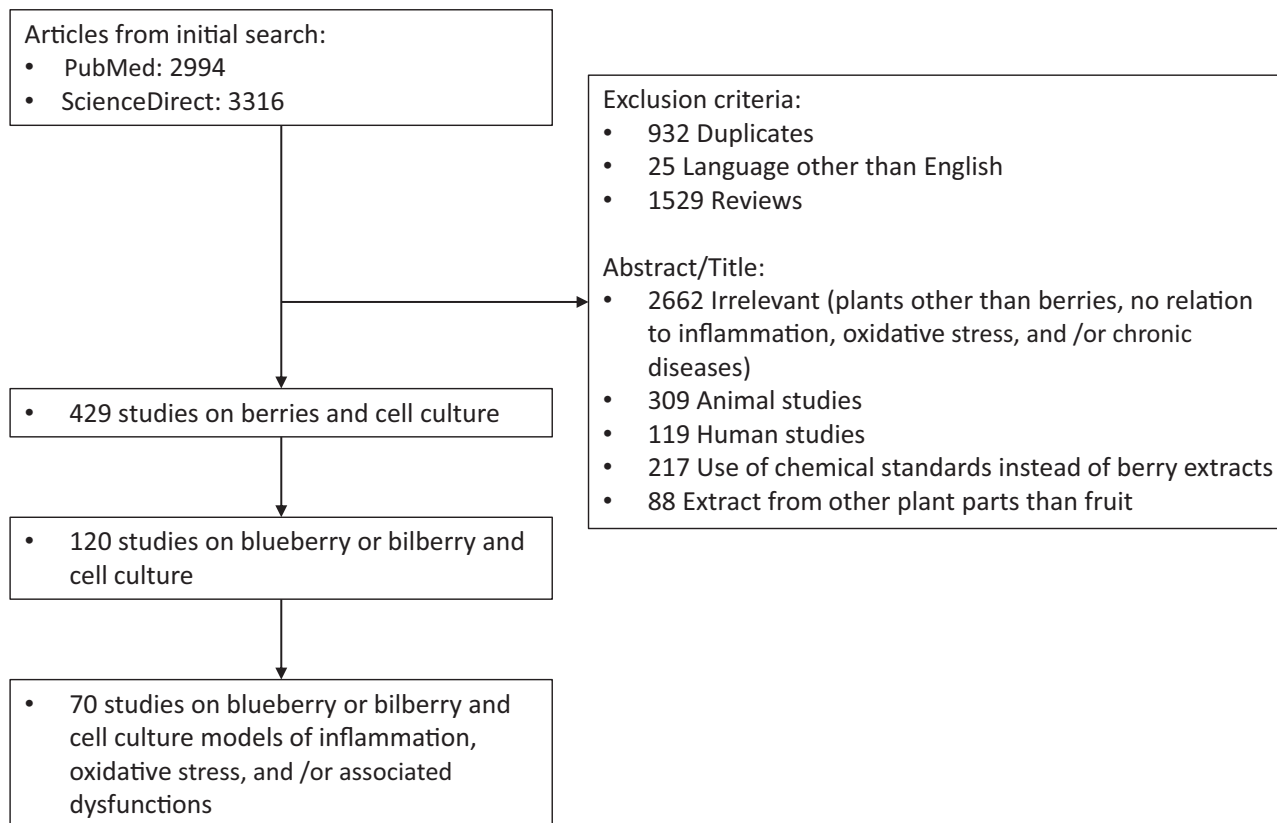 Articles from initial search:
• PubMed: 2994
• ScienceDirect: 3316
Exclusion criteria:
• 932 Duplicates
• 25 Language other than English
• 1529 Reviews
Abstract/Title:
• 2662 Irrelevant (plants other than berries, no relation
to inflammation, oxidative stress, and /or chronic
diseases)
• 309 Animal studies
• 119 Human studies
• 217 Use of chemical standards instead of berry extracts
• 88 Extract from other plant parts than fruit
• 429 studies on berries and cell culture
• 120 studies on blueberry or bilberry and
cell culture
• 70 studies on blueberry or bilberry and
cell culture models of inflammation,
oxidative stress, and /or associated
dysfunctions